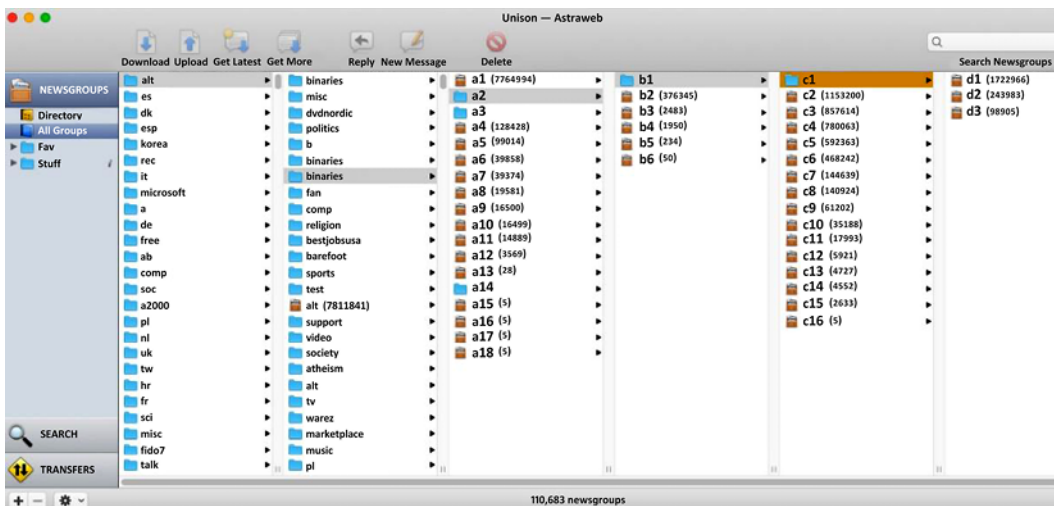 Unison — Astraweb
Download Upload Get Latest Get More Reply New Message Delete Search Newsgroups
NEWSGROUPS
Directory
All Groups
Fav
Stuff
SEARCH
TRANSFERS
alt
es
dk
esp
korea
rec
it
microsoft
a
de
free
ab
comp
soc
a2000
pl
nl
uk
tw
hr
fr
sci
misc
fido7
talk
binaries
misc
dvdnordic
politics
b
binaries
binaries
fan
comp
religion
bestjobsusa
barefoot
sports
test
alt (7811841)
support
video
society
atheism
alt
tv
warez
marketplace
music
pl
a1 (7764994)
a2
a3
a4 (128428)
a5 (99014)
a6 (39858)
a7 (39374)
a8 (19581)
a9 (16500)
a10 (16499)
a11 (14889)
a12 (3569)
a13 (28)
a14
a15 (5)
a16 (5)
a17 (5)
a18 (5)
b1
b2 (376345)
b3 (2483)
b4 (1950)
b5 (234)
b6 (50)
c1
c2 (1153200)
c3 (857614)
c4 (780063)
c5 (592363)
c6 (468242)
c7 (144639)
c8 (140924)
c9 (61202)
c10 (35188)
c11 (17993)
c12 (5921)
c13 (4727)
c14 (4552)
c15 (2633)
c16 (5)
d1 (1722966)
d2 (243983)
d3 (98905)
110,683 newsgroups